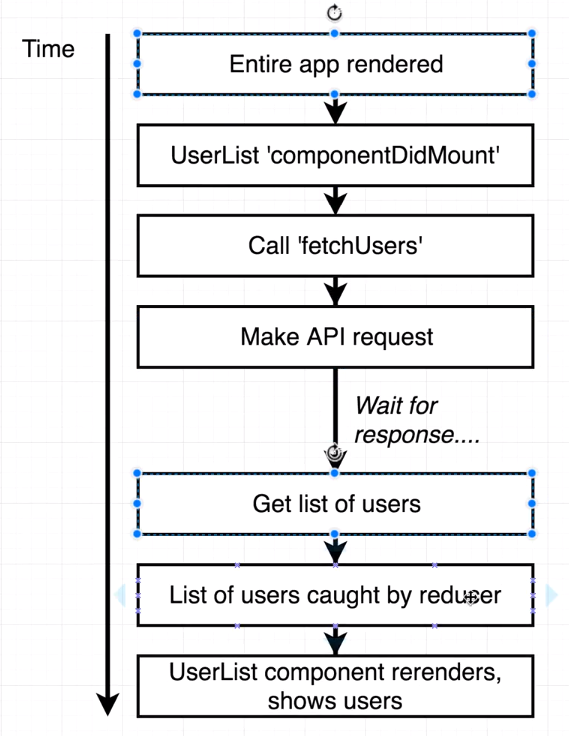 Time
Entire app rendered
UserList 'componentDidMount'
Call 'fetchUsers'
Make API request
Wait for
response....
Get list of users
List of users caught by reducer
UserList component rerenders,
shows users